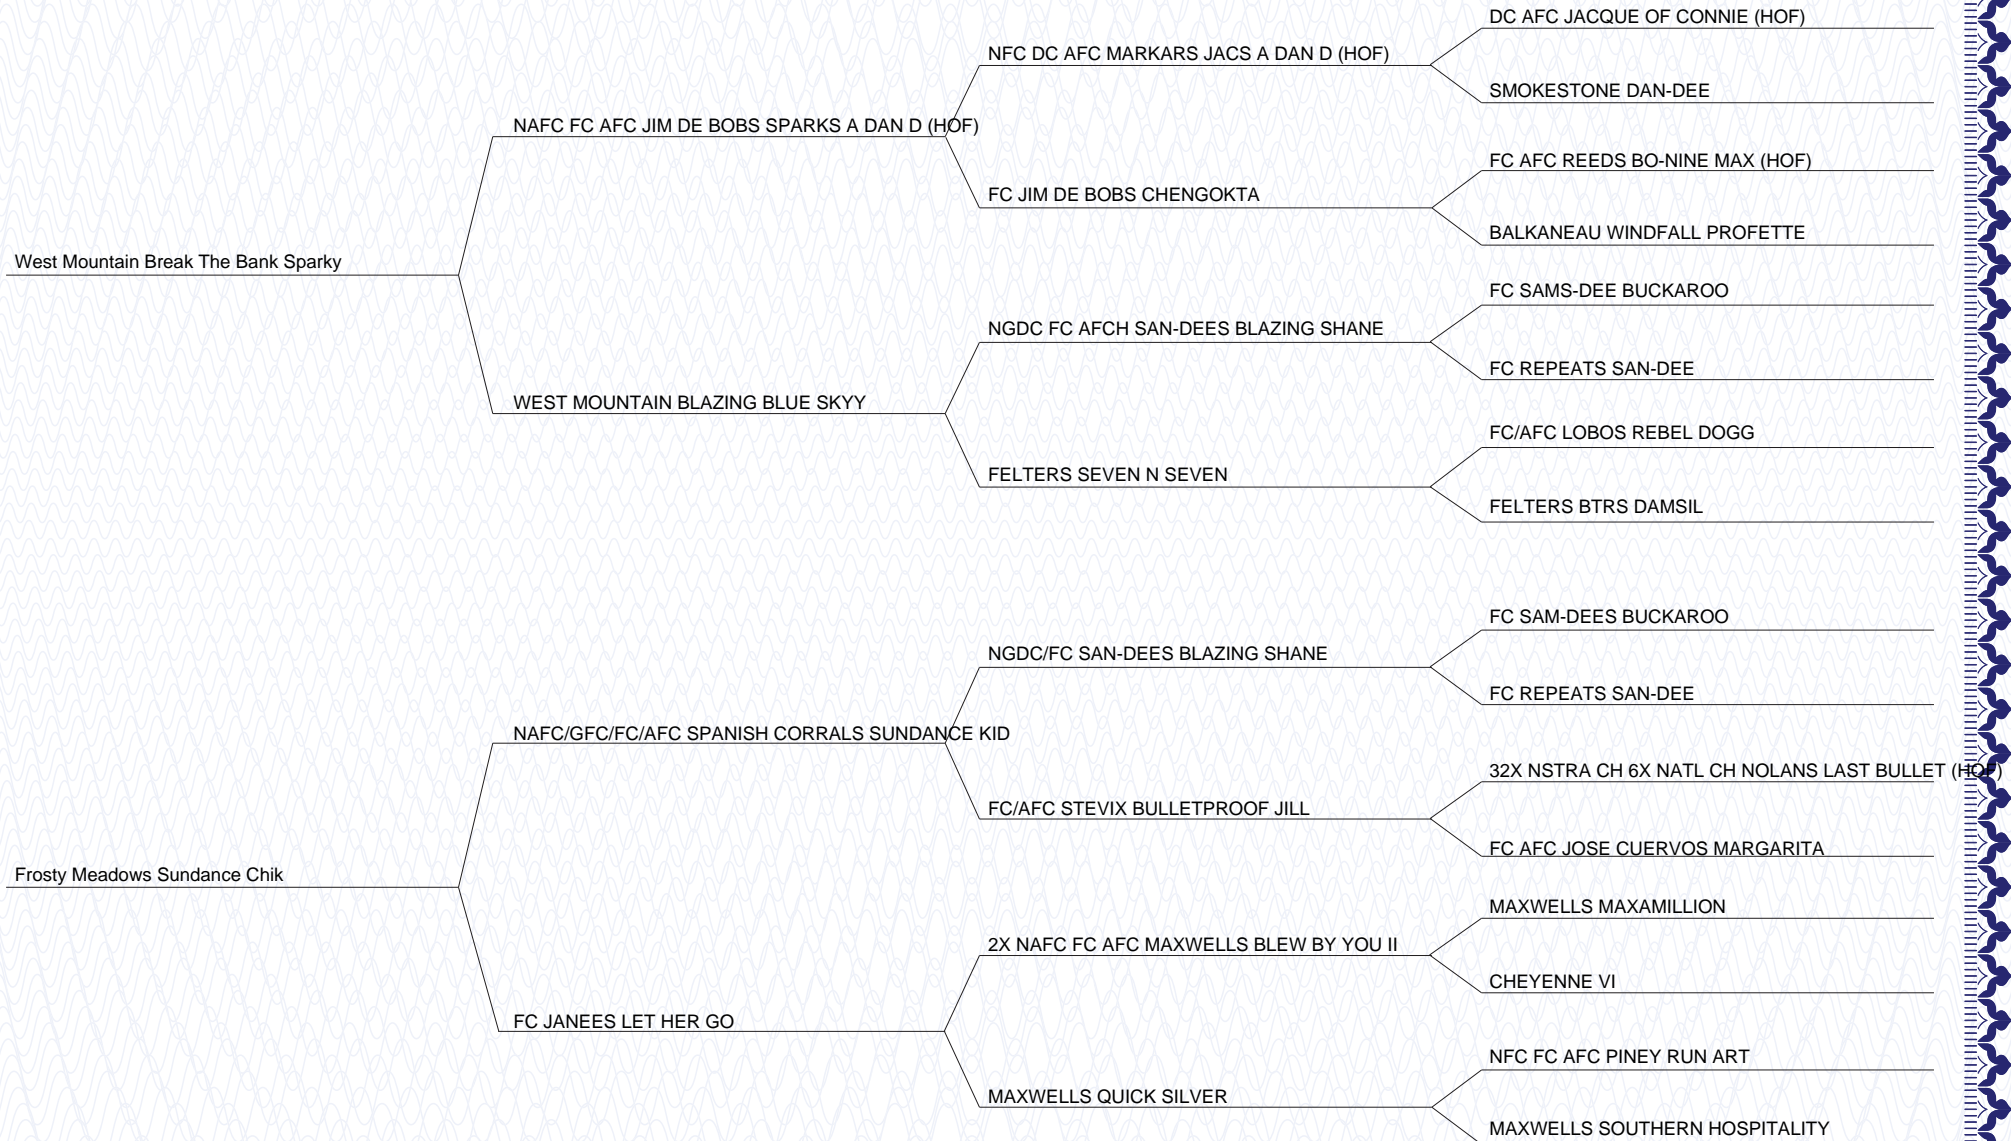 DC AFC JACQUE OF CONNIE (HOF)
NFC DC AFC MARKARS JACS A DAN D (HOF)
SMOKESTONE DAN-DEE
NAFC FC AFC JIM DE BOBS SPARKS A DAN D (HOF)
FC AFC REEDS BO-NINE MAX (HOF)
FC JIM DE BOBS CHENGOKTA
BALKANEAU WINDFALL PROFETTE
West Mountain Break The Bank Sparky
FC SAMS-DEE BUCKAROO
NGDC FC AFCH SAN-DEES BLAZING SHANE
FC REPEATS SAN-DEE
WEST MOUNTAIN BLAZING BLUE SKYY
FC/AFC LOBOS REBEL DOGG
FELTERS SEVEN N SEVEN
FELTERS BTRS DAMSIL
FC SAM-DEES BUCKAROO
NGDC/FC SAN-DEES BLAZING SHANE
FC REPEATS SAN-DEE
NAFC/GFC/FC/AFC SPANISH CORRALS SUNDANCE KID
32X NSTRA CH 6X NATL CH NOLANS LAST BULLET (HOF)
FC/AFC STEVIX BULLETPROOF JILL
FC AFC JOSE CUERVOS MARGARITA
Frosty Meadows Sundance Chik
MAXWELLS MAXAMILLION
2X NAFC FC AFC MAXWELLS BLEW BY YOU II
CHEYENNE VI
FC JANEES LET HER GO
NFC FC AFC PINEY RUN ART
MAXWELLS QUICK SILVER
MAXWELLS SOUTHERN HOSPITALITY